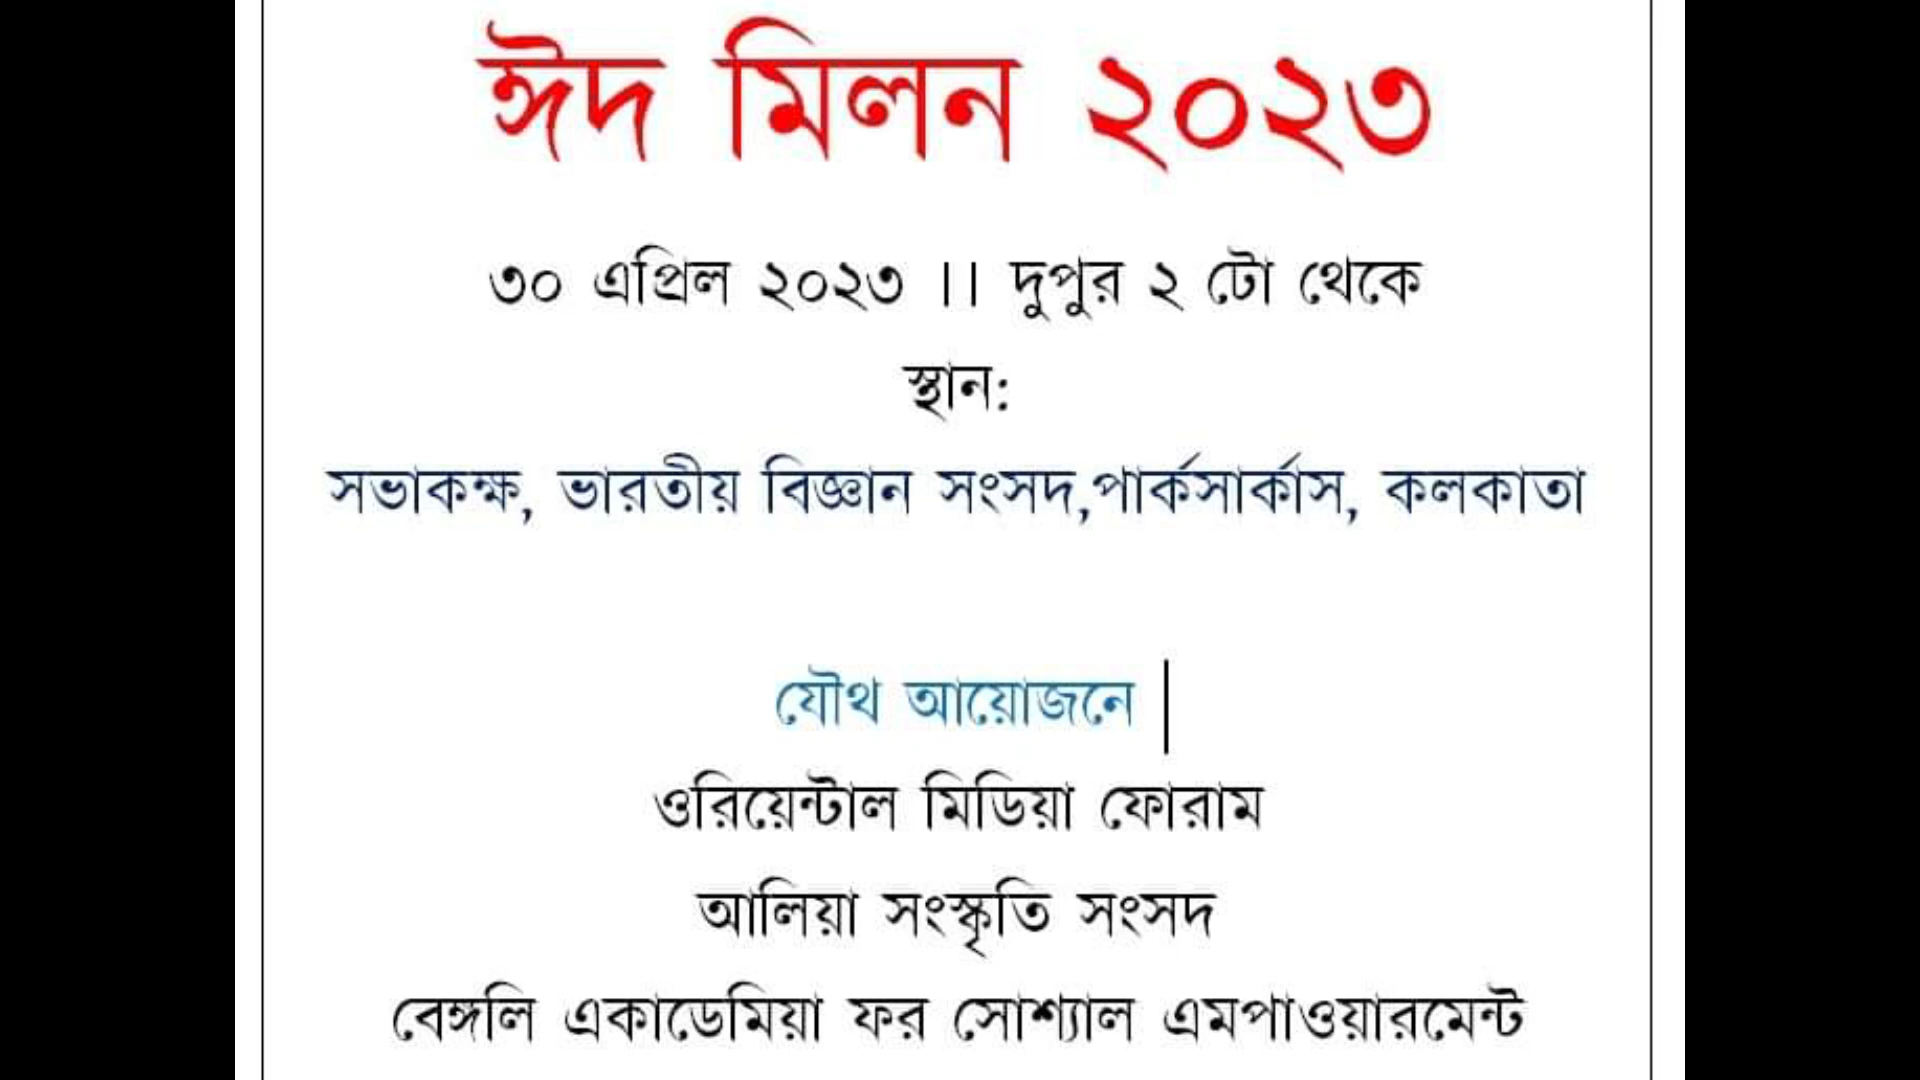 ঈদ মিলন ২০২৩
৩০ এপ্রিল ২০২৩ ।। দুপুর ২ টো থেকে
স্থান:
সভাকক্ষ, ভারতীয় বিজ্ঞান সংসদ,পার্কসার্কাস, কলকাতা
যৌথ আয়োজনে
ওরিয়েন্টাল মিডিয়া ফোরাম
আলিয়া সংস্কৃতি সংসদ
বেঙ্গলি একাডেমিয়া ফর সোশ্যাল এমপাওয়ারমেন্ট